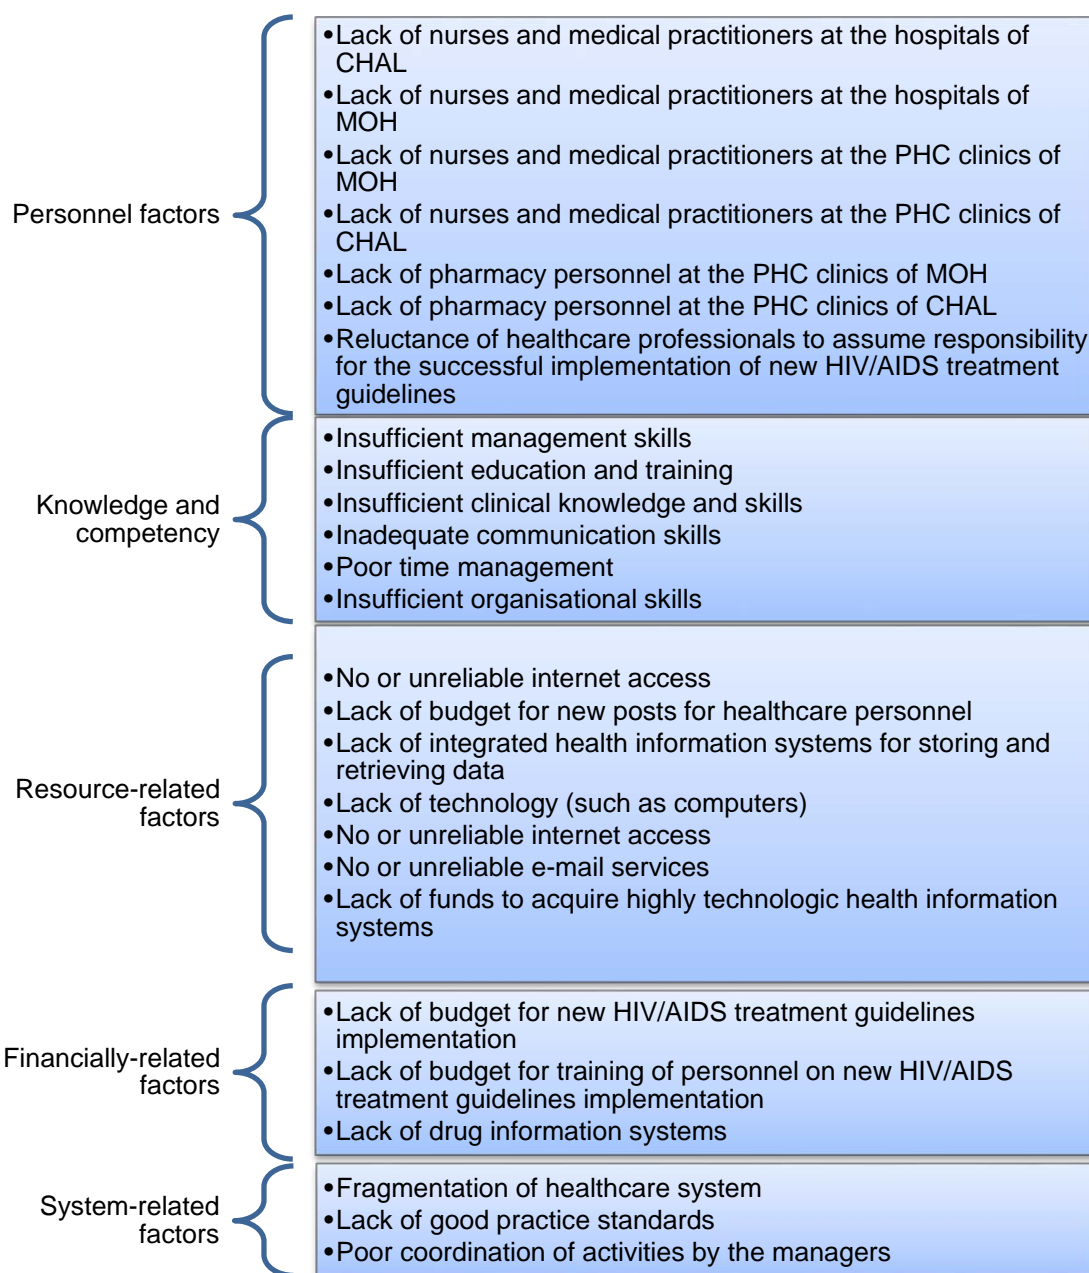 Personnel factors
•Lack of nurses and medical practitioners at the hospitals of
CHAL
•Lack of nurses and medical practitioners at the hospitals of
MOH
•Lack of nurses and medical practitioners at the PHC clinics of
MOH
•Lack of nurses and medical practitioners at the PHC clinics of
CHAL
•Lack of pharmacy personnel at the PHC clinics of MOH
•Lack of pharmacy personnel at the PHC clinics of CHAL
•Reluctance of healthcare professionals to assume responsibility
for the successful implementation of new HIV/AIDS treatment
guidelines
Knowledge and
competency
•Insufficient management skills
•Insufficient education and training
•Insufficient clinical knowledge and skills
•Inadequate communication skills
•Poor time management
•Insufficient organisational skills
Resource-related
factors
•No or unreliable internet access
•Lack of budget for new posts for healthcare personnel
•Lack of integrated health information systems for storing and
retrieving data
•Lack of technology (such as computers)
•No or unreliable internet access
•No or unreliable e-mail services
•Lack of funds to acquire highly technologic health information
systems
Financially-related
factors
•Lack of budget for new HIV/AIDS treatment guidelines
implementation
•Lack of budget for training of personnel on new HIV/AIDS
treatment guidelines implementation
•Lack of drug information systems
System-related
factors
•Fragmentation of healthcare system
•Lack of good practice standards
•Poor coordination of activities by the managers